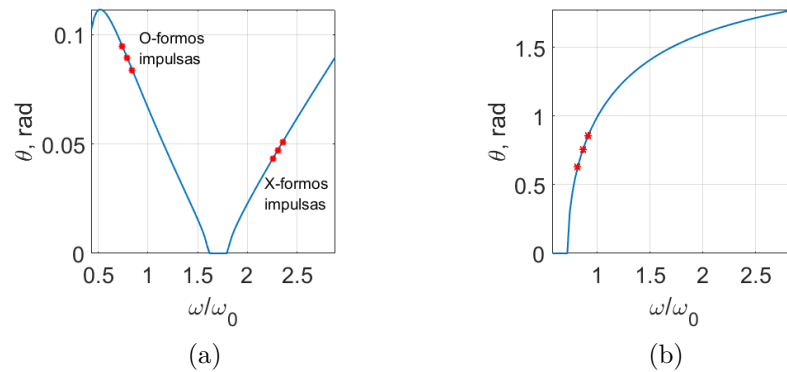 0.1
0.05
0
θ, rad
O-formos
impulsas
X-formos
impulsas
0.5 1 1.5 2 2.5
ω/ω0
(a)
1.5
1
0.5
0
θ, rad
1 1.5 2 2.5
ω/ω0
(b)